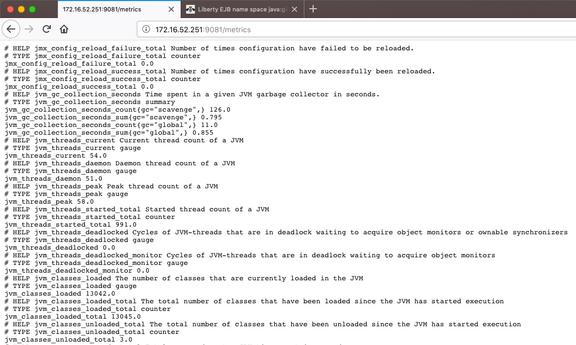 172.16.52.251:9081/metrics
Liberty EJB name space java:gl
172.16.52.251:9081/metrics
# HELP jmx_config_reload_failure_total Number of times configuration have failed to be reloaded.
# TYPE jmx_config_reload_failure_total counter
jmx_config_reload_failure_total 0.0
# HELP jmx_config_reload_success_total Number of times configuration have successfully been reloaded.
# TYPE jmx_config_reload_success_total counter
jmx_config_reload_success_total 0.0
# HELP jvm_gc_collection_seconds Time spent in a given JVM garbage collector in seconds.
# TYPE jvm_gc_collection_seconds summary
jvm_gc_collection_seconds_count{gc="scavenge",} 126.0
jvm_gc_collection_seconds_sum{gc="scavenge",} 0.795
jvm_gc_collection_seconds_count{gc="global",} 11.0
jvm_gc_collection_seconds_sum{gc="global",} 0.855
# HELP jvm_threads_current Current thread count of a JVM
# TYPE jvm_threads_current gauge
jvm_threads_current 54.0
# HELP jvm_threads_daemon Daemon thread count of a JVM
# TYPE jvm_threads_daemon gauge
jvm_threads_daemon 51.0
# HELP jvm_threads_peak Peak thread count of a JVM
# TYPE jvm_threads_peak gauge
jvm_threads_peak 58.0
# HELP jvm_threads_started_total Started thread count of a JVM
# TYPE jvm_threads_started_total counter
jvm_threads_started_total 991.0
# HELP jvm_threads_deadlocked Cycles of JVM-threads that are in deadlock waiting to acquire object monitors or ownable synchronizers
# TYPE jvm_threads_deadlocked gauge
jvm_threads_deadlocked 0.0
# HELP jvm_threads_deadlocked_monitor Cycles of JVM-threads that are in deadlock waiting to acquire object monitors
# TYPE jvm_threads_deadlocked_monitor gauge
jvm_threads_deadlocked_monitor 0.0
# HELP jvm_classes_loaded The number of classes that are currently loaded in the JVM
# TYPE jvm_classes_loaded gauge
jvm_classes_loaded 13042.0
# HELP jvm_classes_loaded_total The total number of classes that have been loaded since the JVM has started execution
# TYPE jvm_classes_loaded_total counter
jvm_classes_loaded_total 13045.0
# HELP jvm_classes_unloaded_total The total number of classes that have been unloaded since the JVM has started execution
# TYPE jvm_classes_unloaded_total counter
jvm_classes_unloaded_total 3.0